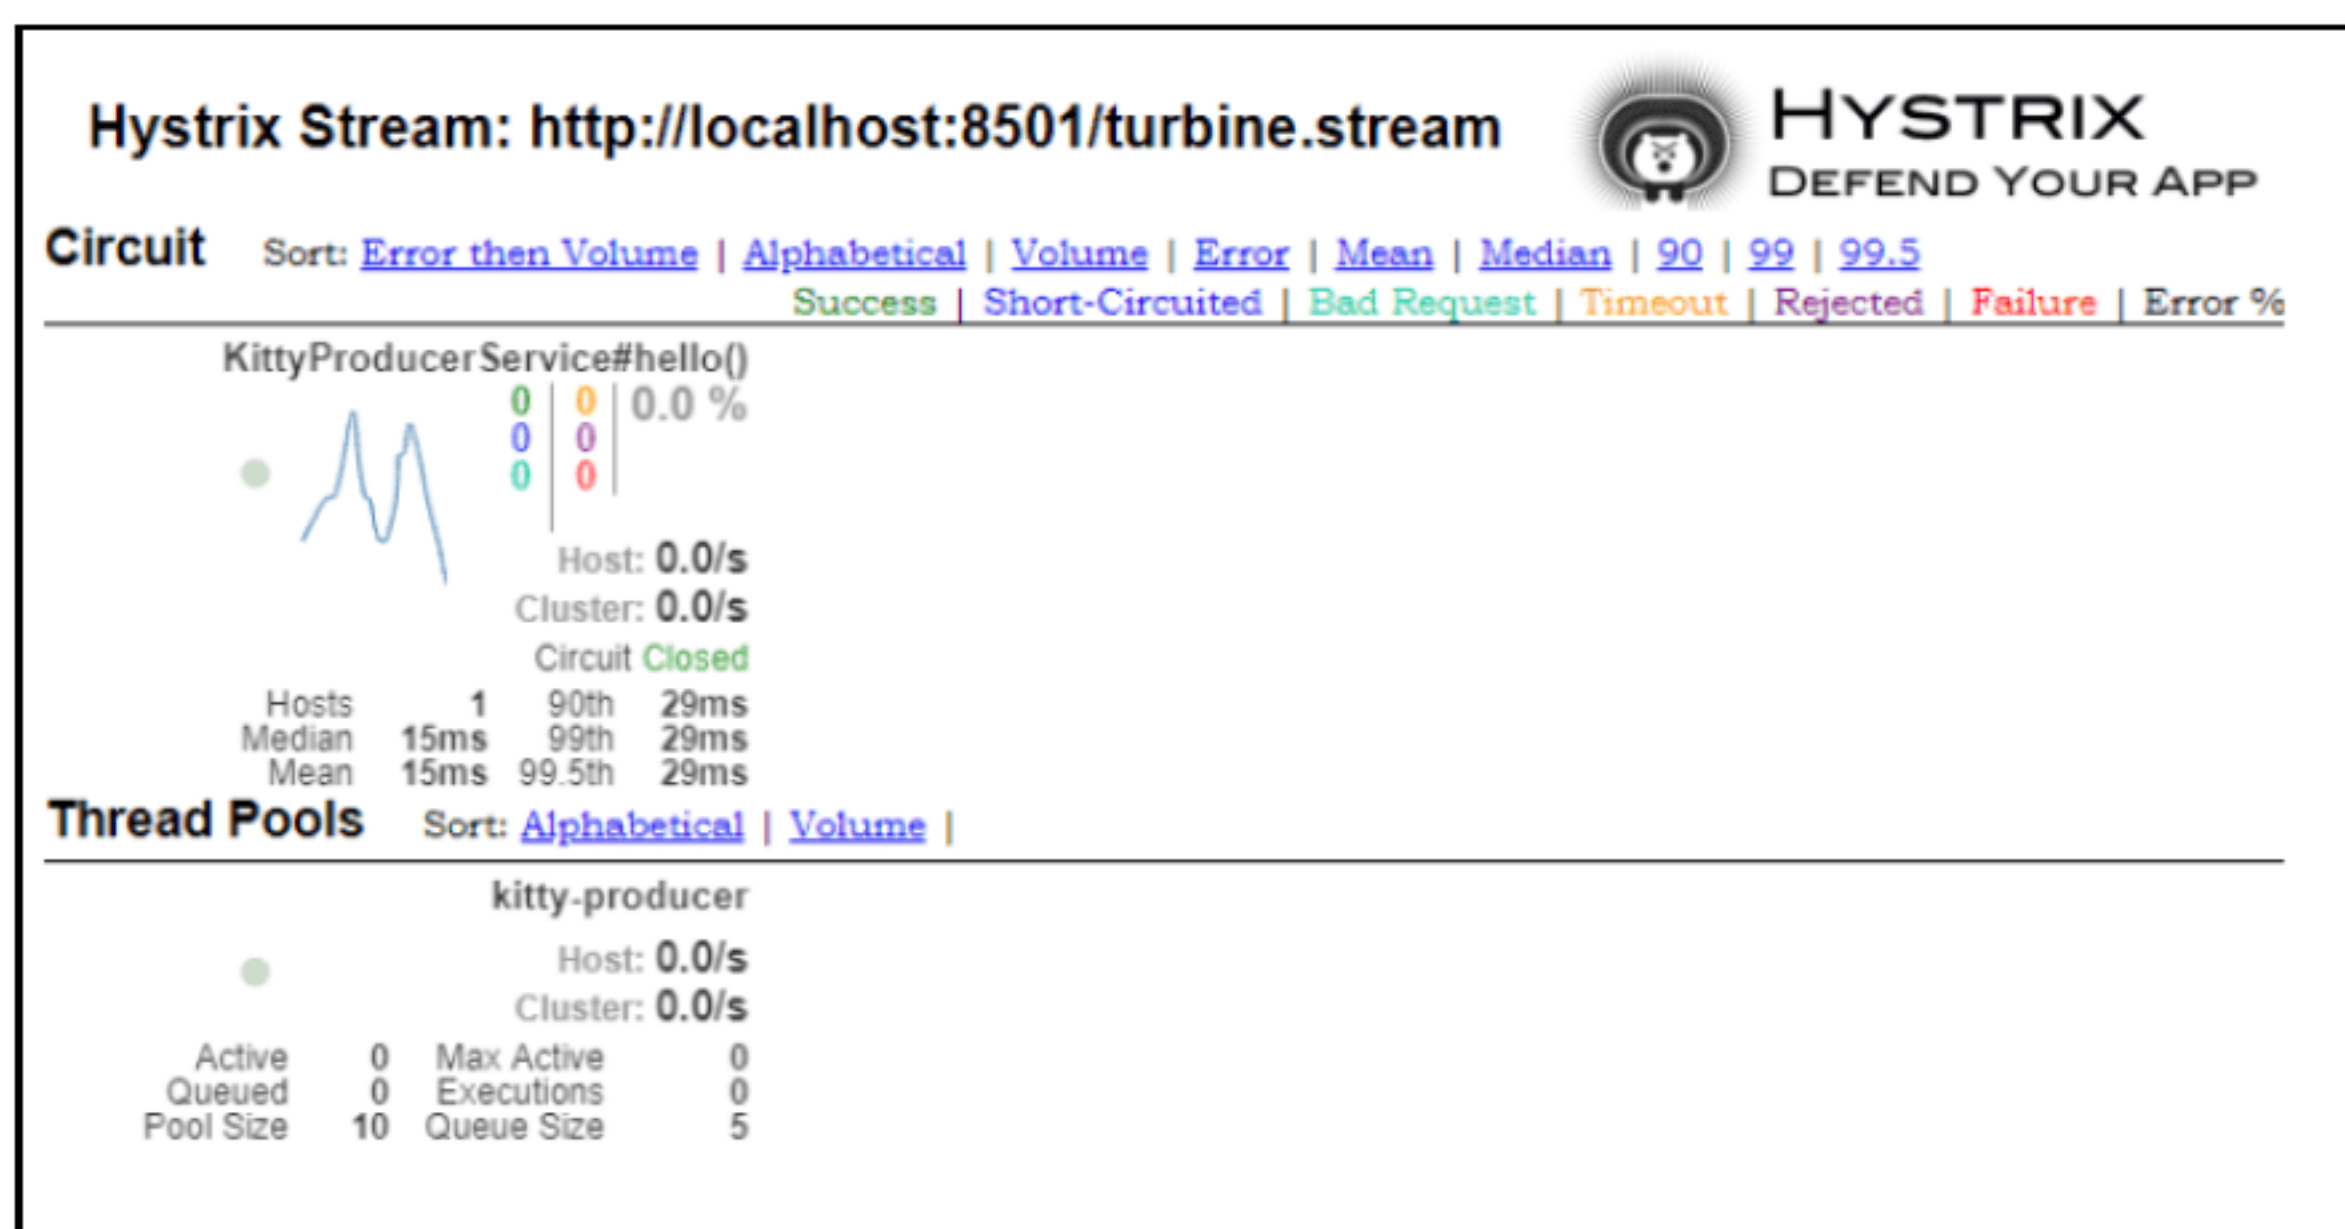 Hystrix Stream: http://localhost:8501/turbine.stream
HYSTRIX
DEFEND YOUR APP
Circuit Sort: Error then Volume | Alphabetical | Volume | Error | Mean | Median | 90 | 99 | 99.5
Success | Short-Circuited | Bad Request | Timeout | Rejected | Failure | Error %
KittyProducerService#hello()
0 0 0.0 %
0 0
0 0
Host: 0.0/s
Cluster: 0.0/s
Circuit Closed
Hosts 1 90th 29ms
Median 15ms 99th 29ms
Mean 15ms 99.5th 29ms
Thread Pools Sort: Alphabetical | Volume |
kitty-producer
Host: 0.0/s
Cluster: 0.0/s
Active 0 Max Active 0
Queued 0 Executions 0
Pool Size 10 Queue Size 5